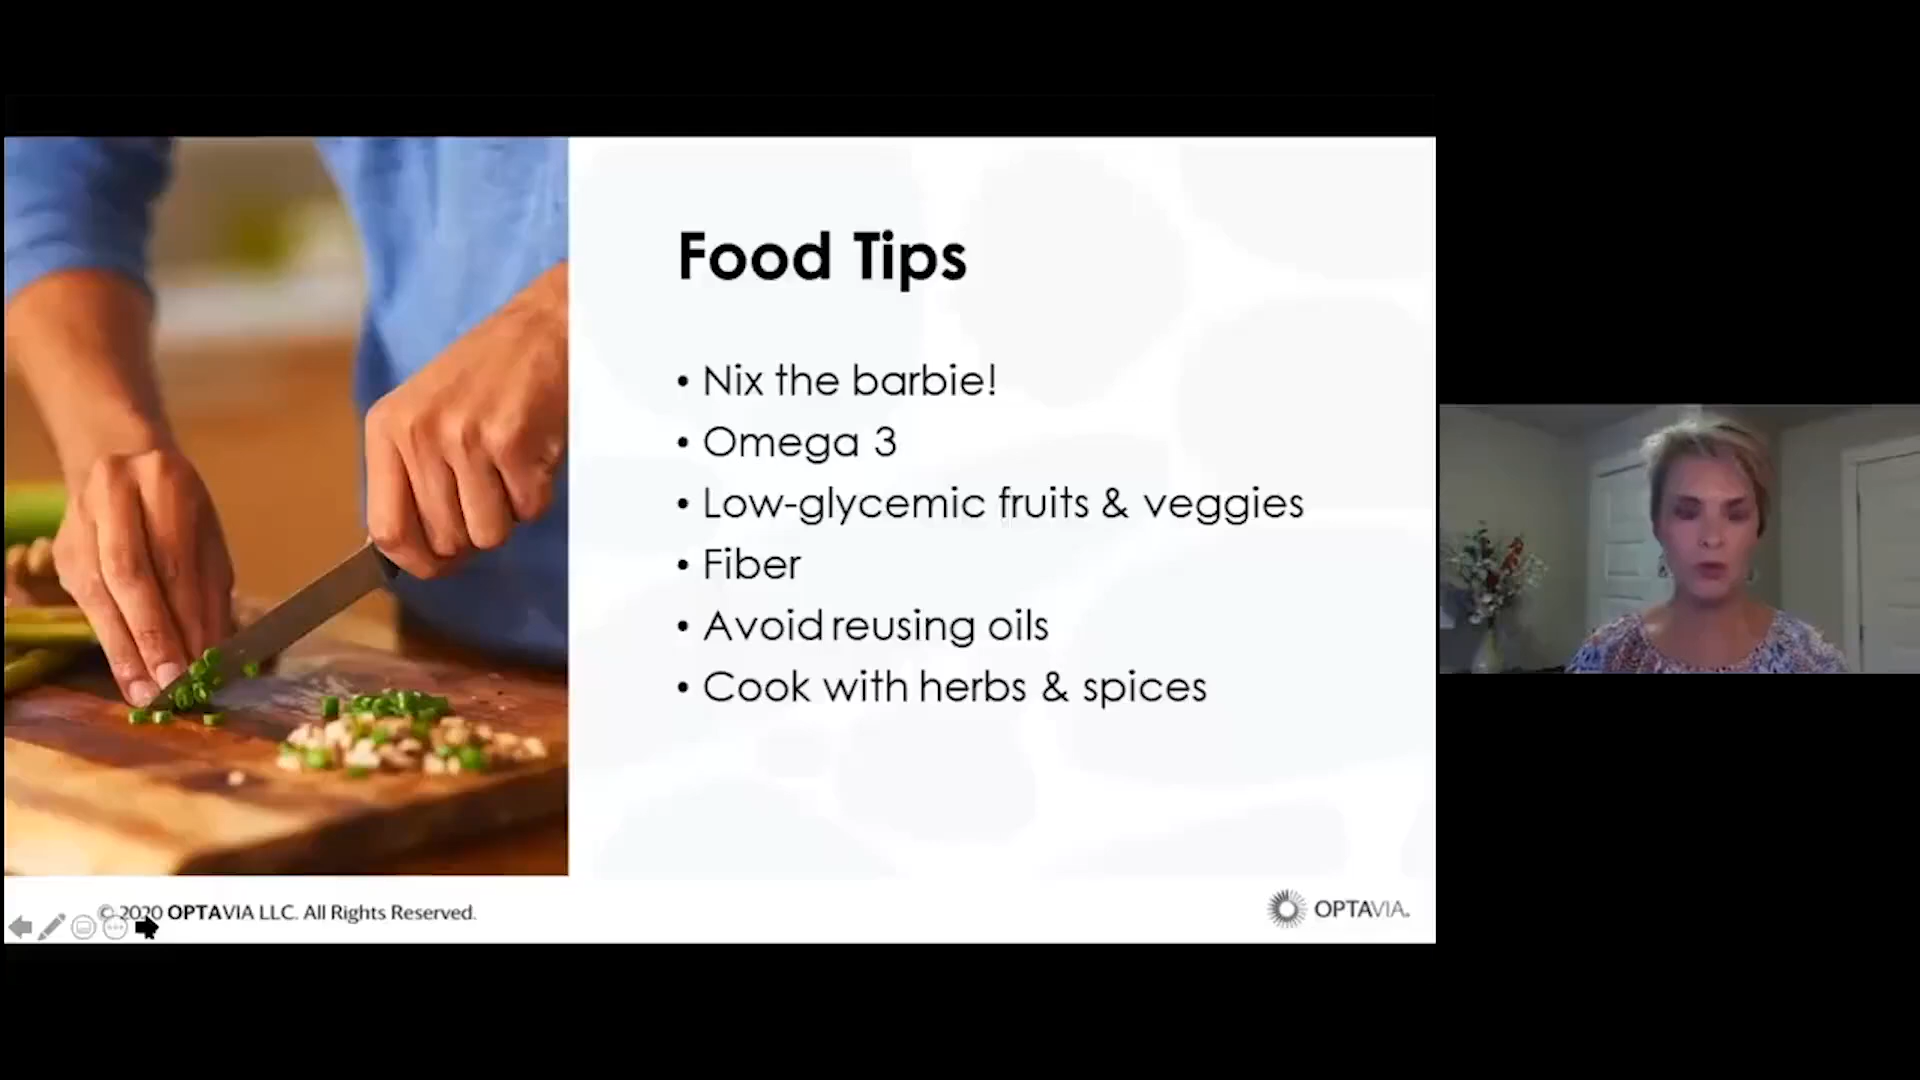 Food Tips
• Nix the barbie!
• Omega 3
• Low-glycemic fruits & veggies
• Fiber
• Avoid reusing oils
• Cook with herbs & spices
© 2020 OPTAVIA LLC. All Rights Reserved.
OPTAVIA.